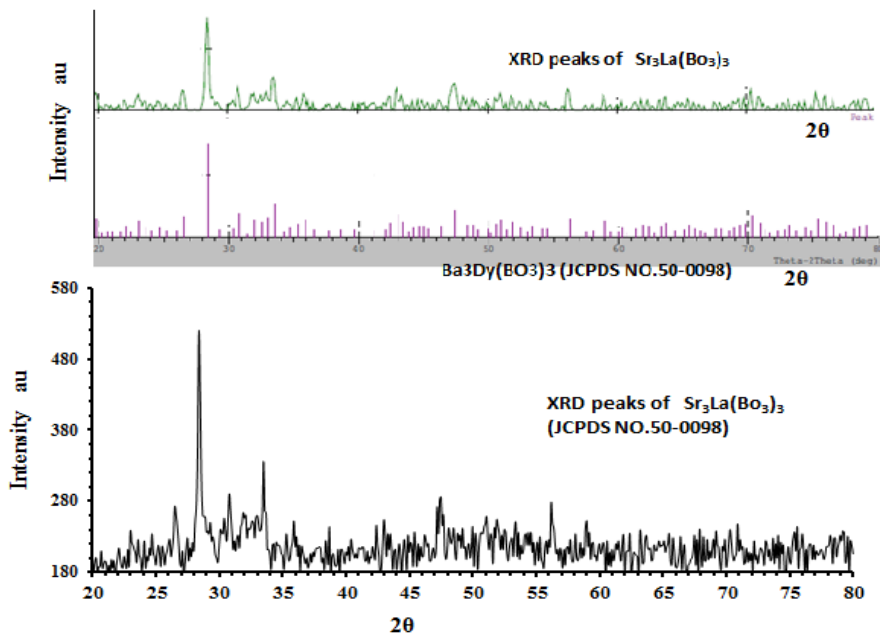 Intensity au
XRD peaks of Sr₃La(Bo₃)₃
2θ
Peak
20 30 40 50 60 70 80
Theta-2Theta (deg)
Ba3Dy(BO3)3 (JCPDS NO.50-0098)
2θ
Intensity au
580
480
380
280
180
XRD peaks of Sr₃La(Bo₃)₃
(JCPDS NO.50-0098)
20 25 30 35 40 45 50 55 60 65 70 75 80
2θ